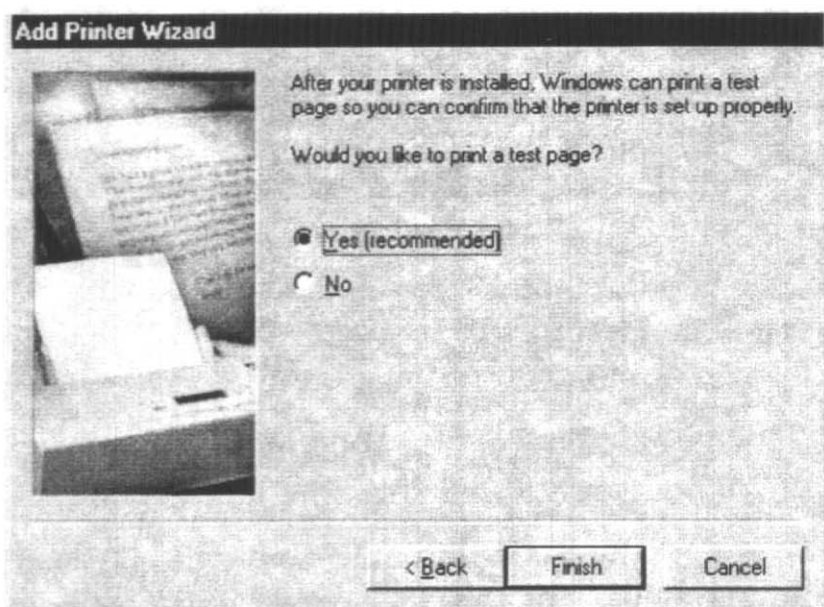 Add Printer Wizard
After your printer is installed, Windows can print a test
page so you can confirm that the printer is set up properly.
Would you like to print a test page?
Yes (recommended)
No
< Back
Finish
Cancel